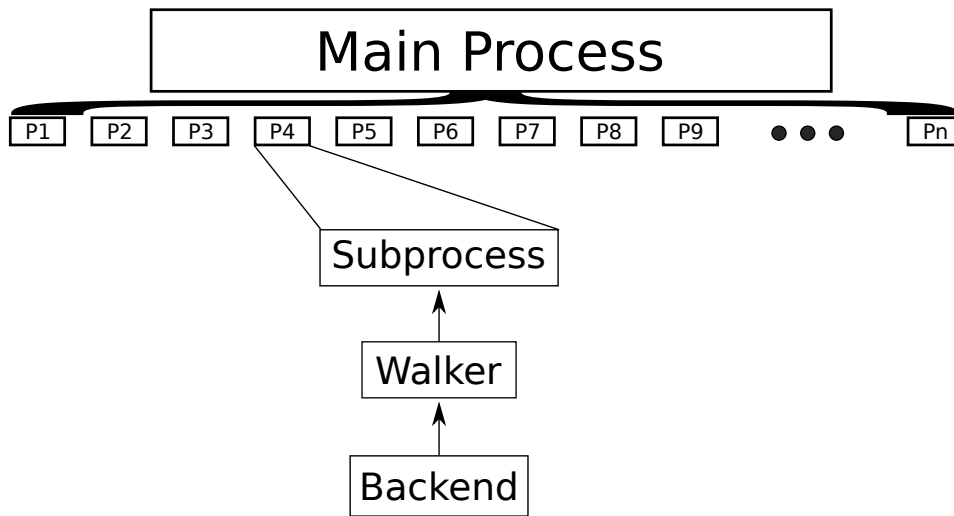 Main Process
P1 P2 P3 P4 P5 P6 P7 P8 P9 Pn
Subprocess
Walker
Backend